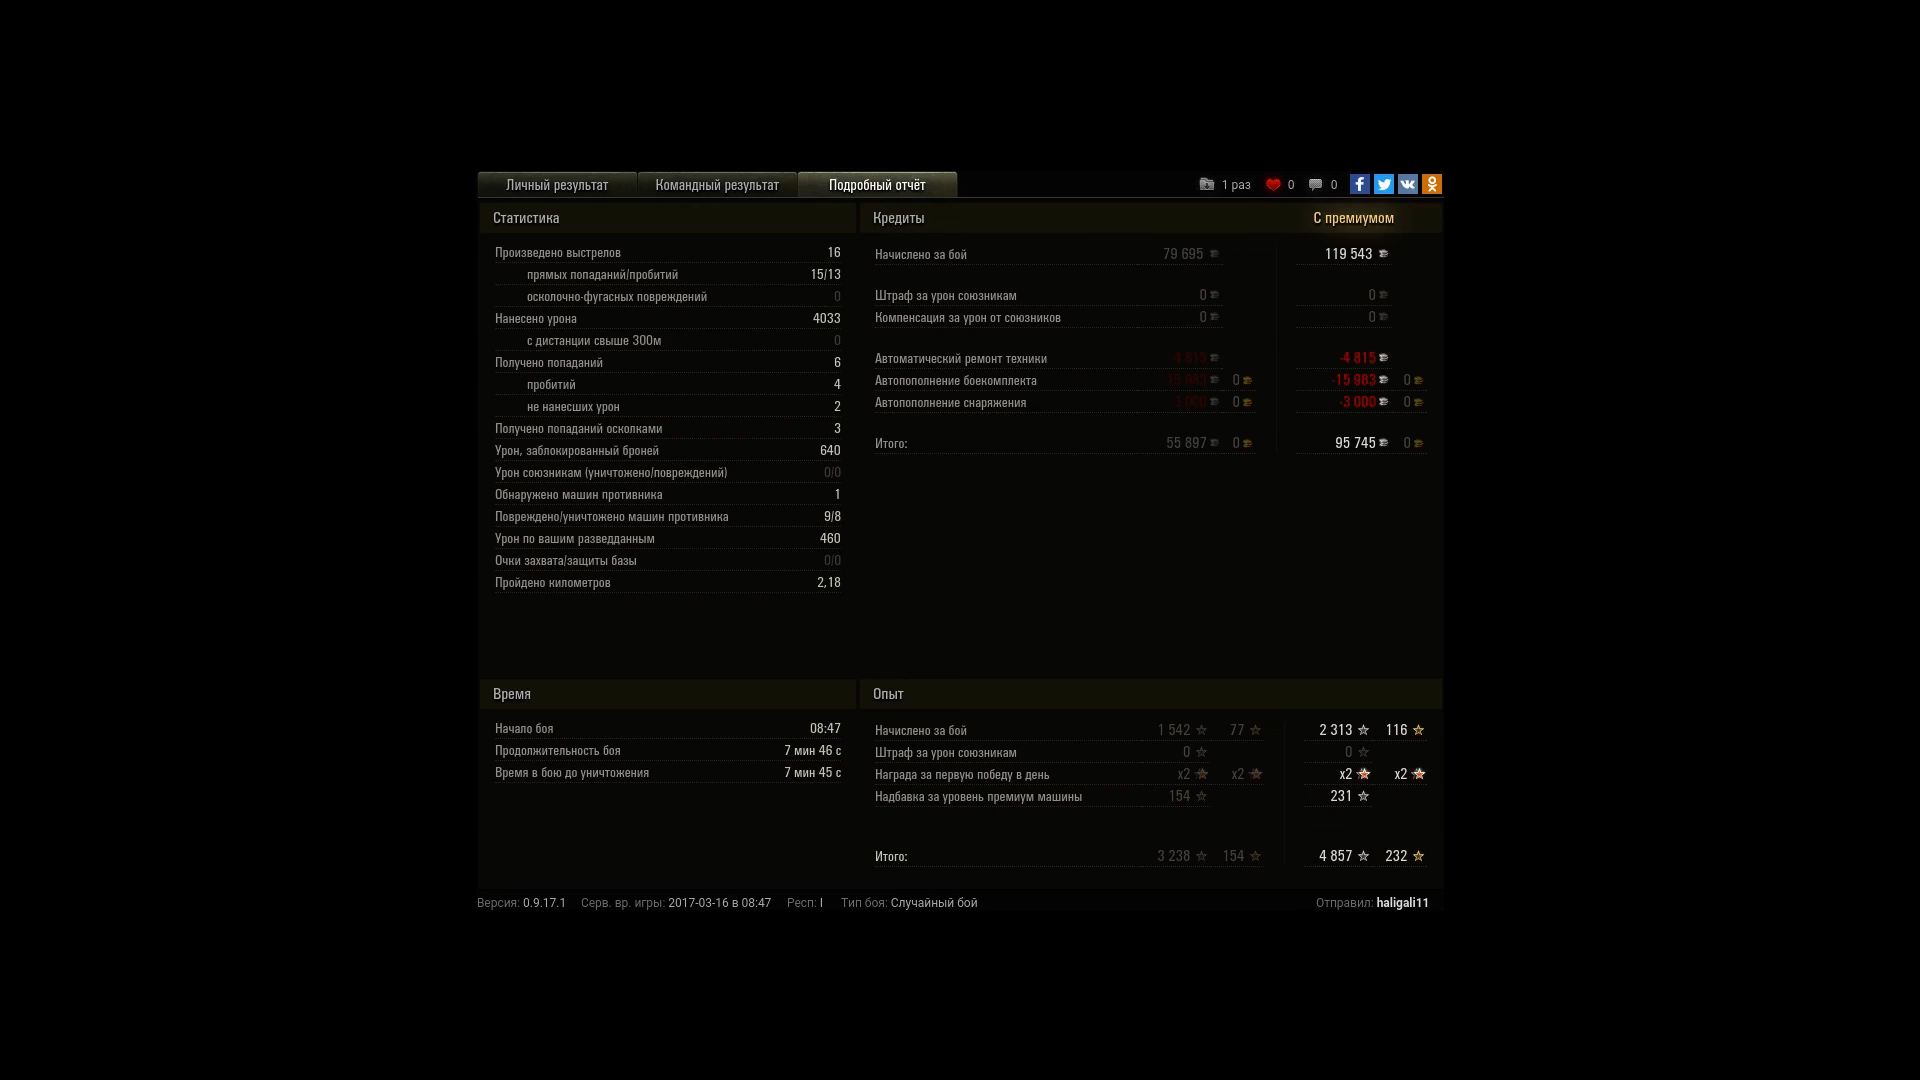 Личный результат Командный результат Подробный отчёт 1 раз 0 0
Статистика
Произведено выстрелов 16
прямых попаданий/пробитий 15/13
осколочно-фугасных повреждений 0
Нанесено урона 4033
с дистанции свыше 300м 0
Получено попаданий 6
пробитий 4
не нанесших урон 2
Получено попаданий осколками 3
Урон, заблокированный броней 640
Урон союзникам (уничтожено/повреждений) 0/0
Обнаружено машин противника 1
Повреждено/уничтожено машин противника 9/8
Урон по вашим разведданным 460
Очки захвата/защиты базы 0/0
Пройдено километров 2,18
Кредиты С премиумом
Начислено за бой 79 695 119 543
Штраф за урон союзникам 0 0
Компенсация за урон от союзников 0 0
Автоматический ремонт техники -4 815 -4 815
Автопополнение боекомплекта -15 983 0 -15 983 0
Автопополнение снаряжения -3 000 0 -3 000 0
Итого: 55 897 0 95 745 0
Время
Начало боя 08:47
Продолжительность боя 7 мин 46 с
Время в бою до уничтожения 7 мин 45 с
Опыт
Начислено за бой 1 542 77 2 313 116
Штраф за урон союзникам 0 0
Награда за первую победу в день x2 x2 x2 x2
Надбавка за уровень премиум машины 154 231
Итого: 3 238 154 4 857 232
Версия: 0.9.17.1 Серв. вр. игры: 2017-03-16 в 08:47 Респ: I Тип боя: Случайный бой Отправил: haligali11